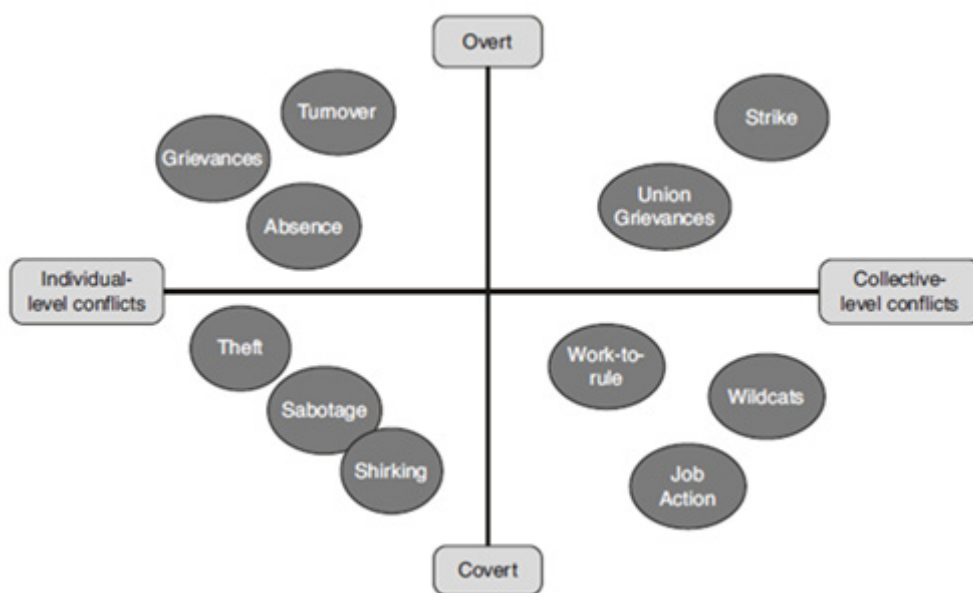 Overt
Turnover
Strike
Grievances
Union
Grievances
Absence
Individual-
level conflicts
Collective-
level conflicts
Theft
Work-to-
rule
Sabotage
Wildcats
Shirking
Job
Action
Covert